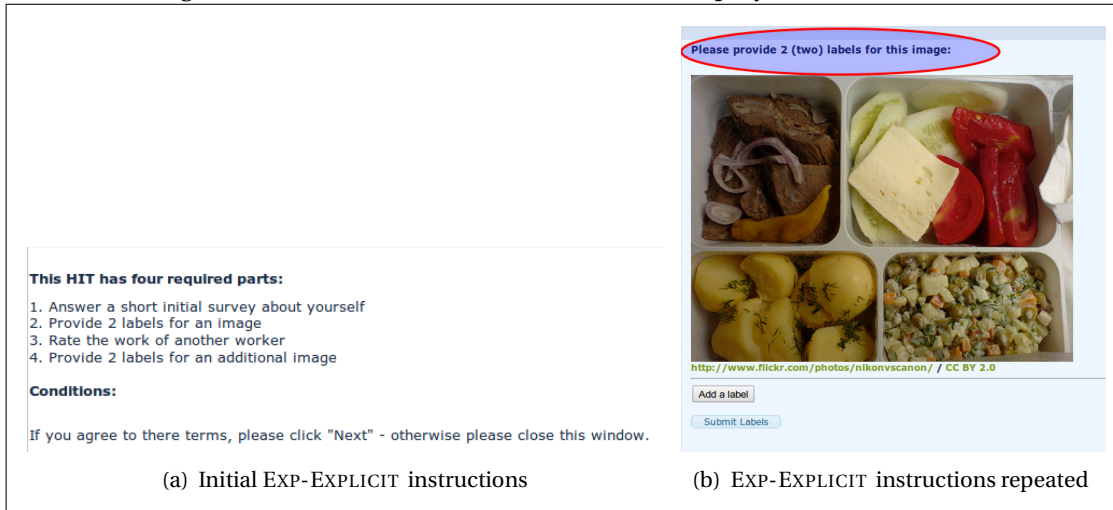 This HIT has four required parts:
1. Answer a short initial survey about yourself
2. Provide 2 labels for an image
3. Rate the work of another worker
4. Provide 2 labels for an additional image
Conditions:
If you agree to there terms, please click "Next" - otherwise please close this window.
(a) Initial EXP-EXPLICIT instructions
Please provide 2 (two) labels for this image:
http://www.flickr.com/photos/nikonvscanon/ / CC BY 2.0
Add a label
Submit Labels
(b) EXP-EXPLICIT instructions repeated